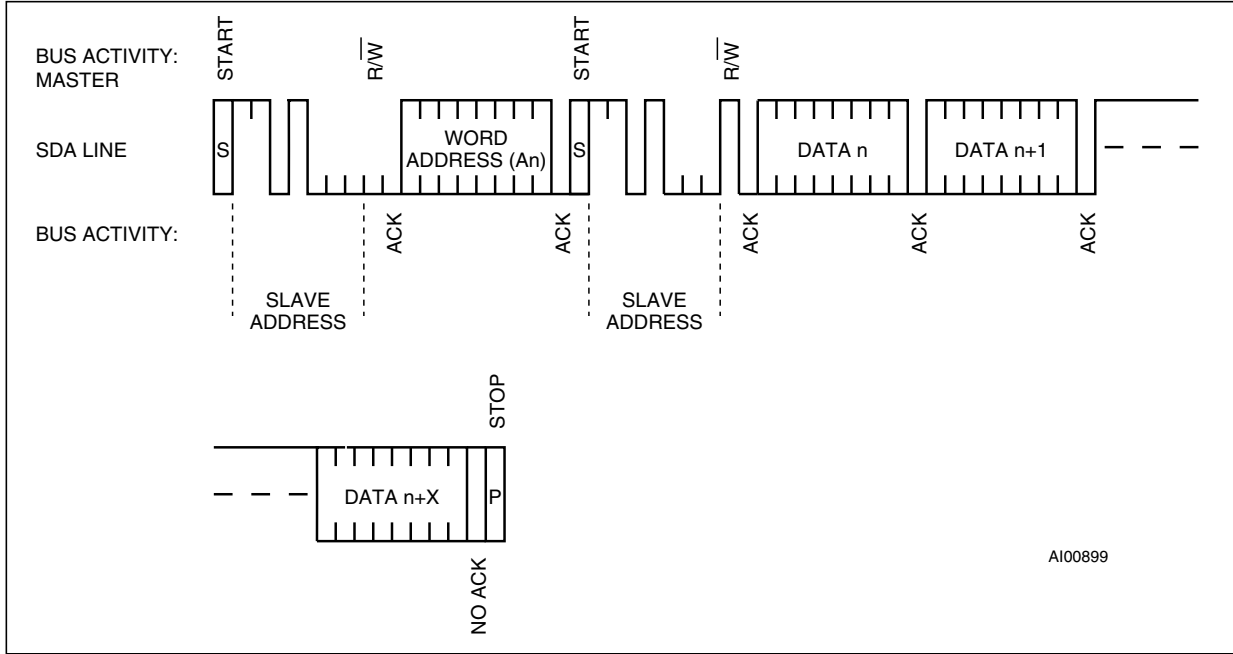 BUS ACTIVITY:
MASTER
START
R/W
START
R/W
SDA LINE
S
WORD
ADDRESS (An)
S
DATA n
DATA n+1
BUS ACTIVITY:
ACK
ACK
ACK
ACK
ACK
SLAVE
ADDRESS
SLAVE
ADDRESS
STOP
DATA n+X
P
NO ACK
AI00899